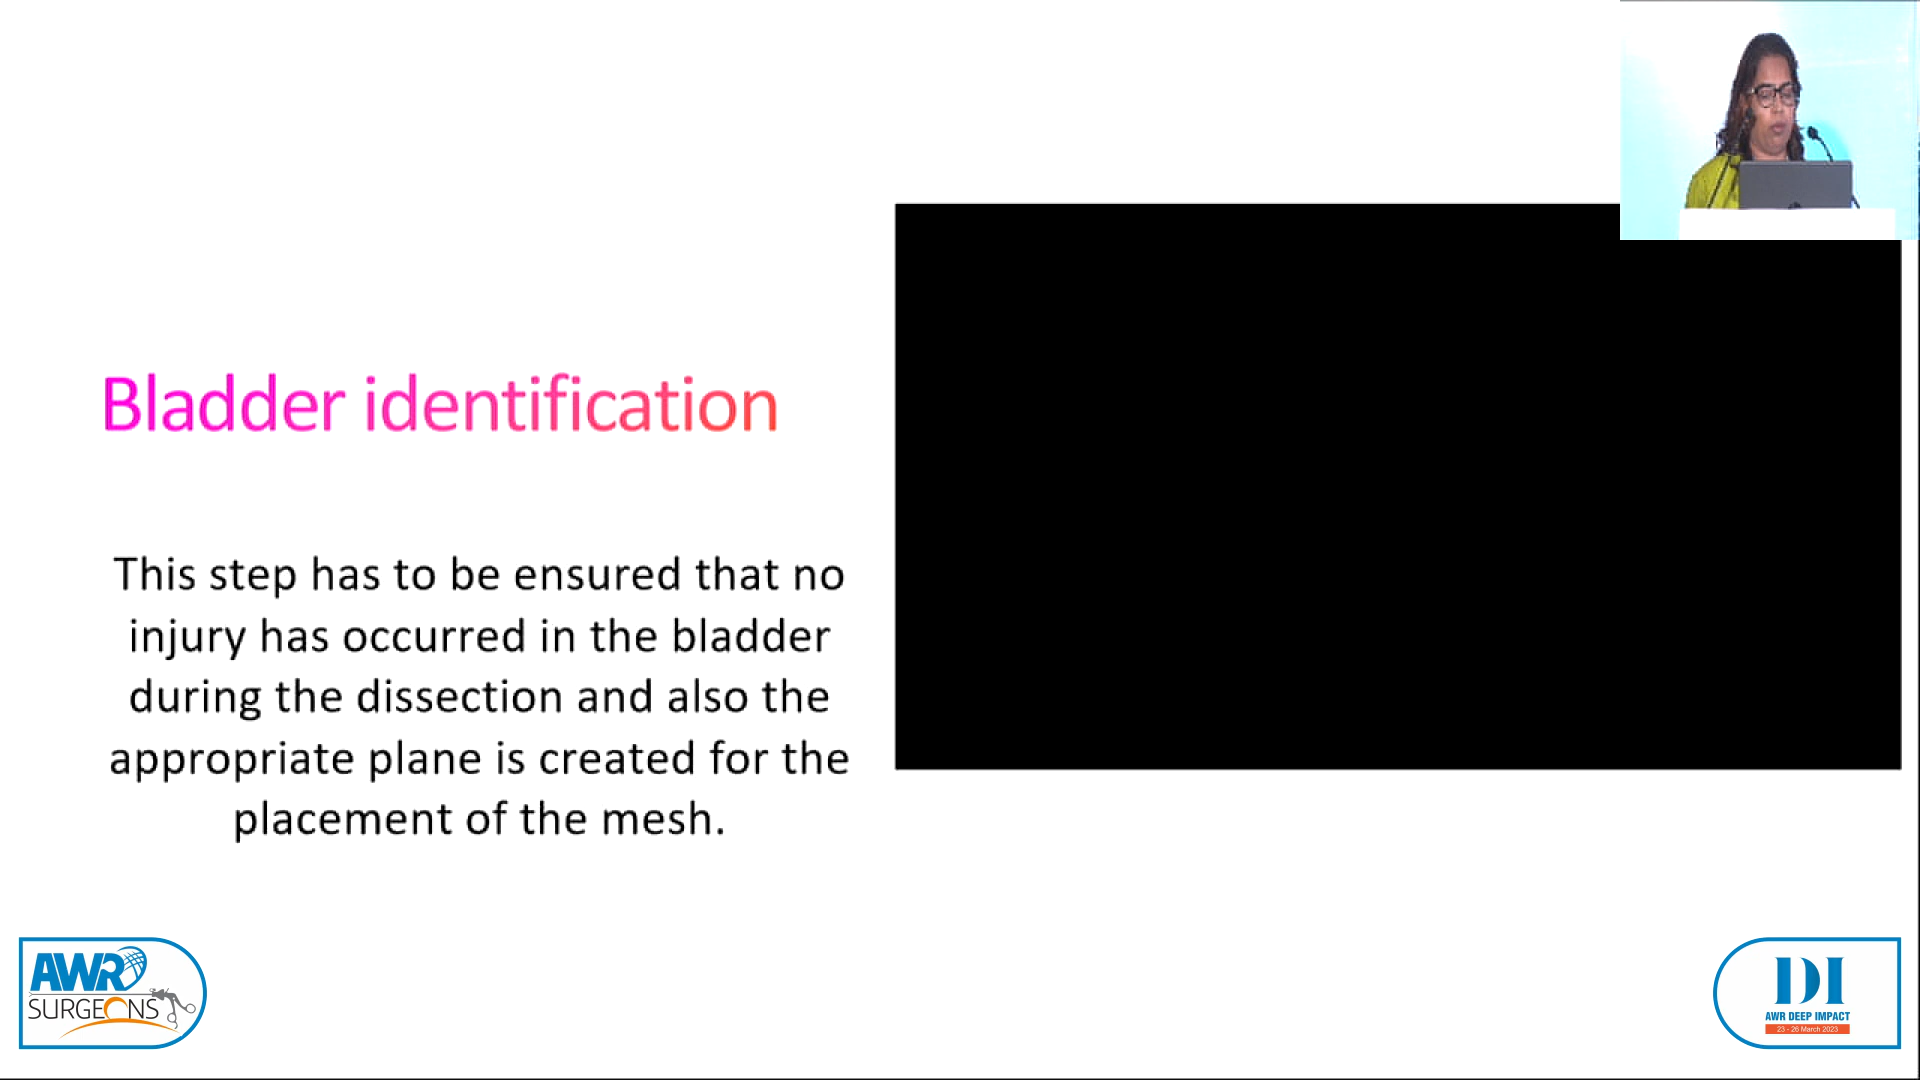 Bladder identification
This step has to be ensured that no
injury has occurred in the bladder
during the dissection and also the
appropriate plane is created for the
placement of the mesh.
AWR
SURGEONS
DI
AWR DEEP IMPACT
23 - 26 March 2023